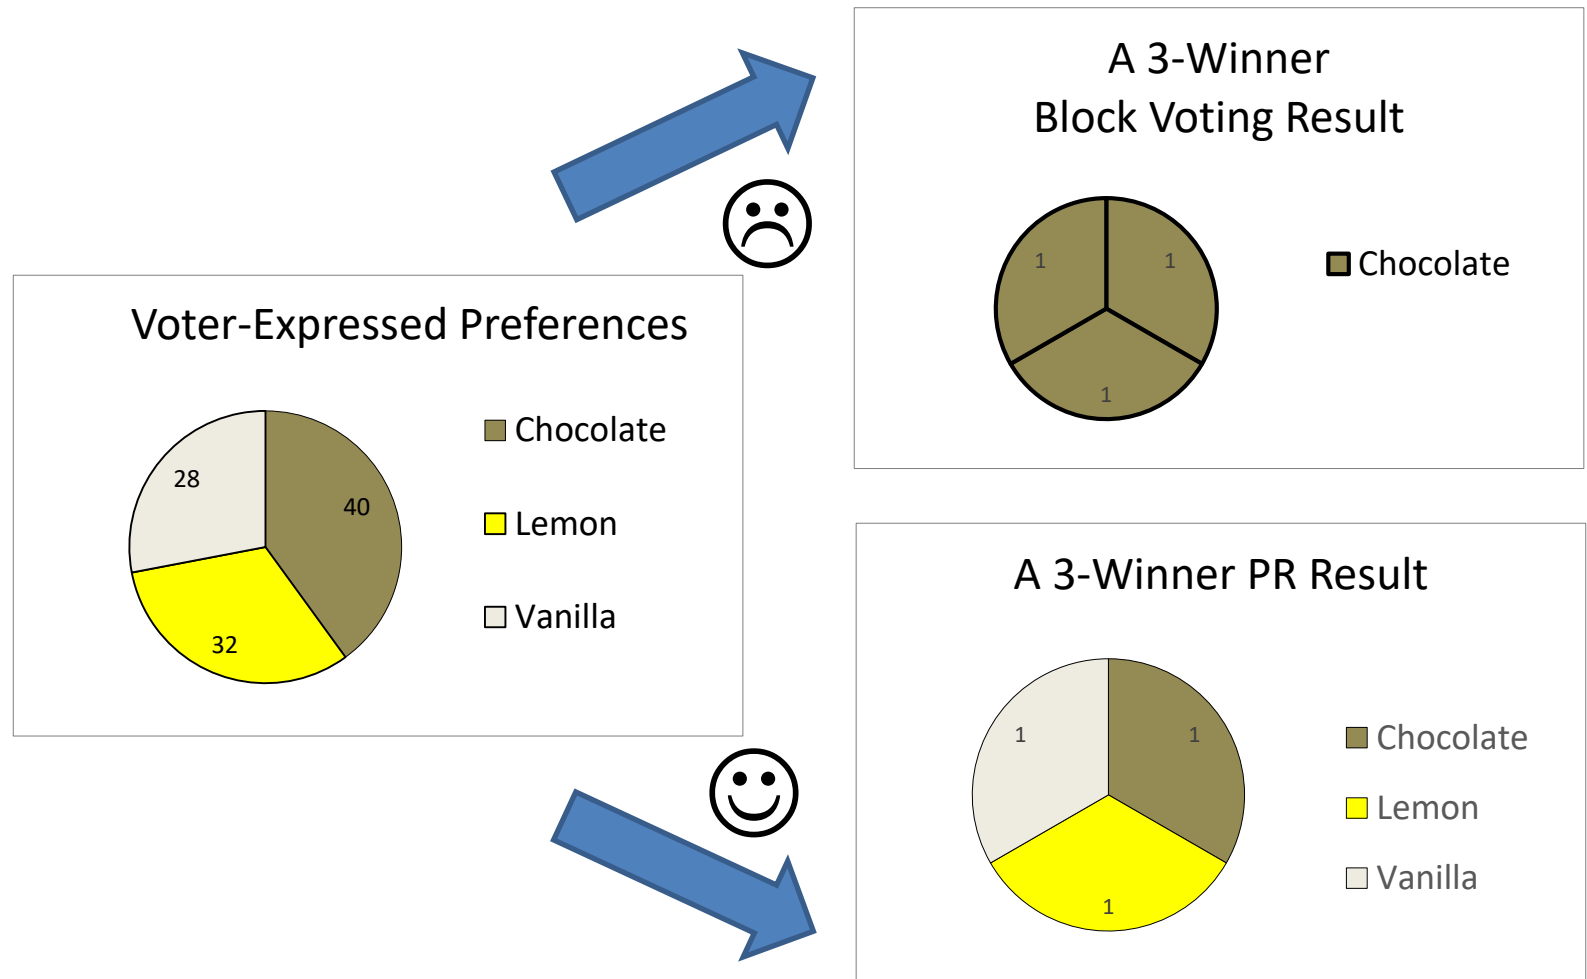 Voter-Expressed Preferences
28
40
32
Chocolate
Lemon
Vanilla
A 3-Winner
Block Voting Result
1
1
1
Chocolate
A 3-Winner PR Result
1
1
1
Chocolate
Lemon
Vanilla